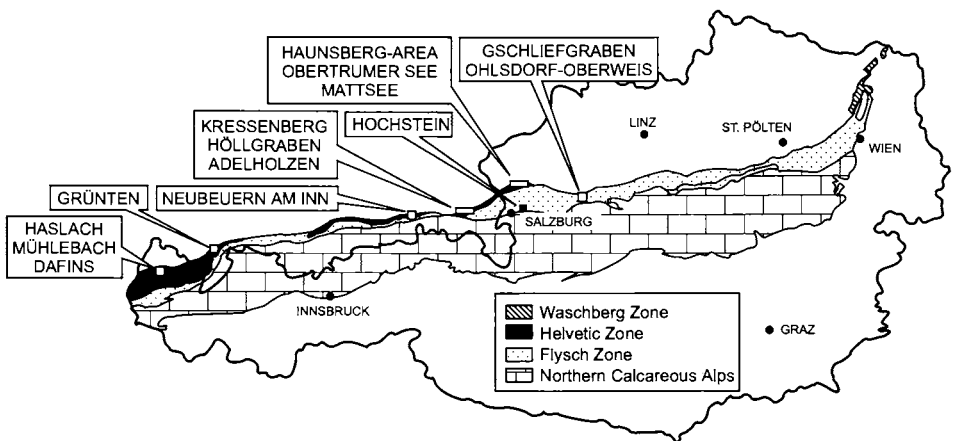 HAUNSBERG-AREA
OBERTRUMER SEE
MATTSEE
GSCHLIEFGRABEN
OHLSDORF-OBERWEIS
KRESSENBERG
HÖLLGRABEN
ADELHOLZEN
HOCHSTEIN
LINZ
ST. PÖLTEN
WIEN
GRÜNTEN
NEUBEUERN AM INN
SALZBURG
HASLACH
MÜHLEBACH
DAFINS
INNSBRUCK
GRAZ
Waschberg Zone
Helvetic Zone
Flysch Zone
Northern Calcareous Alps